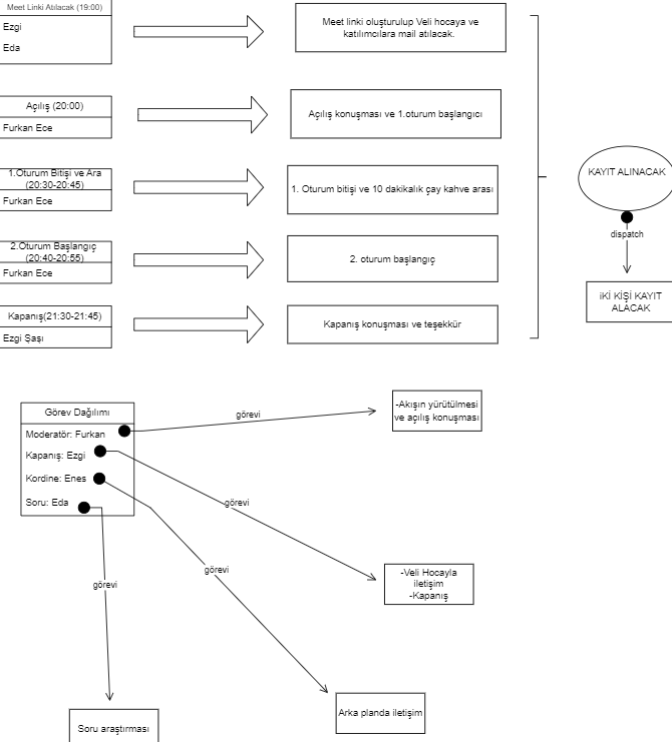 Meet Linki Atılacak (19:00)
Ezgi
Eda
Meet linki oluşturulup Veli hocaya ve
katılımcılara mail atılacak.
Açılış (20:00)
Furkan Ece
Açılış konuşması ve 1.oturum başlangıcı
1.Oturum Bitişi ve Ara
(20:30-20:45)
Furkan Ece
1. Oturum bitişi ve 10 dakikalık çay kahve arası
2.Oturum Başlangıç
(20:40-20:55)
Furkan Ece
2. oturum başlangıç
Kapanış(21:30-21:45)
Ezgi Şaşı
Kapanış konuşması ve teşekkür
KAYIT ALINACAK
dispatch
İKİ KİŞİ KAYIT
ALACAK
Görev Dağılımı
Moderatör: Furkan
Kapanış: Ezgi
Kordine: Enes
Soru: Eda
görevi
-Akışın yürütülmesi
ve açılış konuşması
görevi
-Veli Hocayla
iletişim
-Kapanış
görevi
Arka planda iletişim
görevi
Soru araştırması